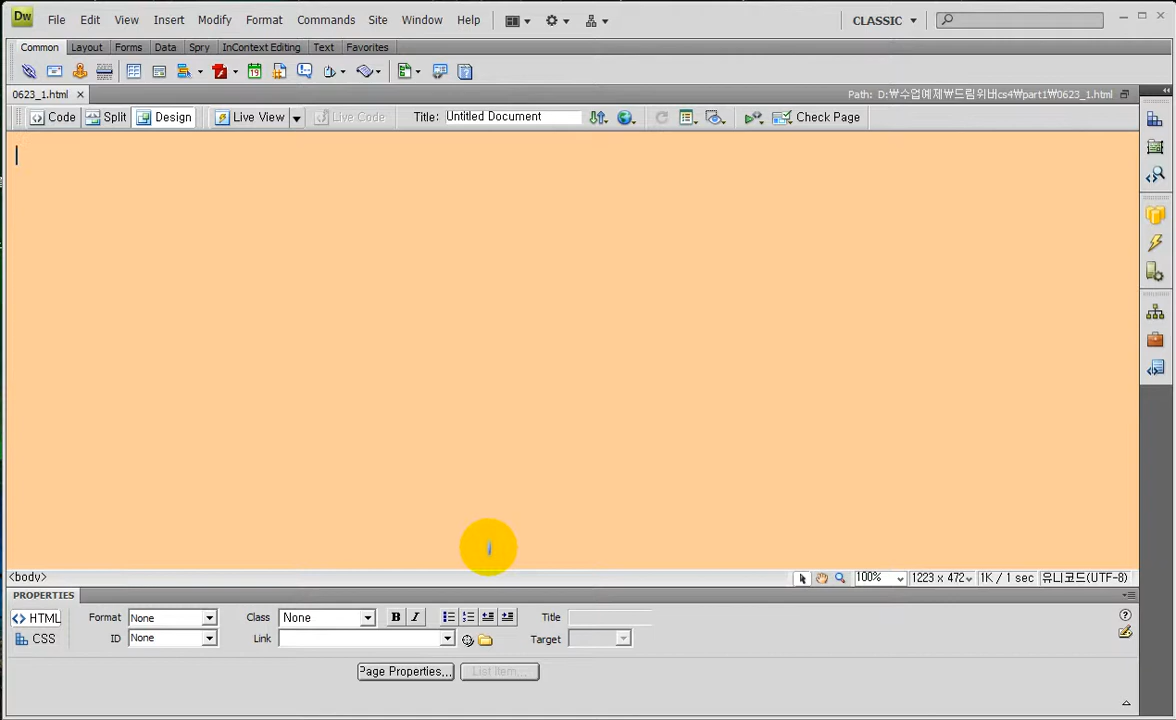 Dw File Edit View Insert Modify Format Commands Site Window Help CLASSIC
Common Layout Forms Data Spry InContext Editing Text Favorites
0623_1.html × Path: D:₩수업예제₩드림위버cs4₩part1₩0623_1.html
Code Split Design Live View Live Code Title: Untitled Document Check Page
<body> 100% 1223 x 472 1K / 1 sec 유니코드(UTF-8)
PROPERTIES
<> HTML Format None Class None B I Title
CSS ID None Link Target
Page Properties... List Item...